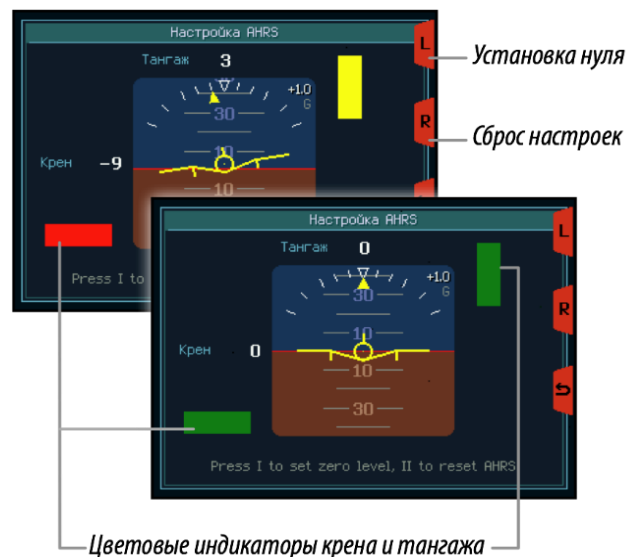 Настройка AHRS
Тангаж 3
L
Установка нуля
+1.0
G
30
R
Сброс настроек
Крен -9
10
10
Press I to
Настройка AHRS
Тангаж 0
L
+1.0
G
30
R
10
Крен 0
10
30
Press I to set zero level, II to reset AHRS
Цветовые индикаторы крена и тангажа